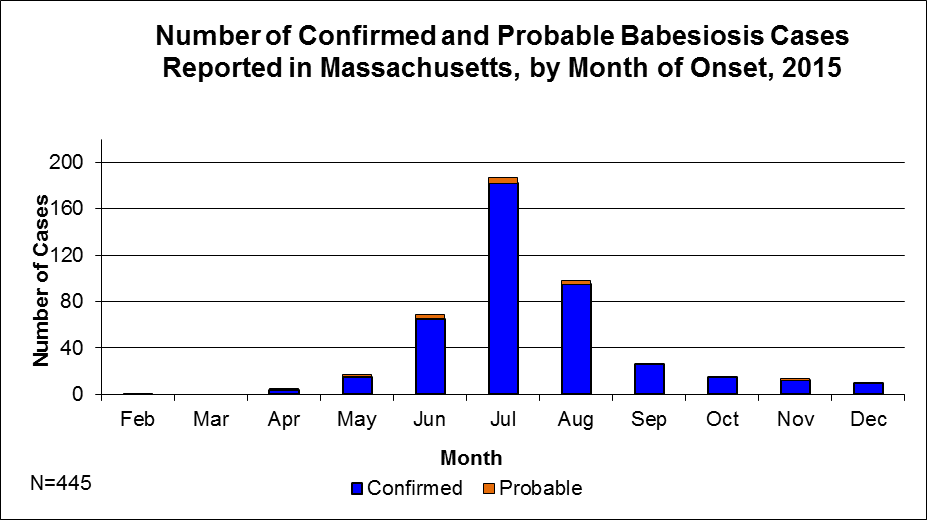 Number of Confirmed and Probable Babesiosis Cases
Reported in Massachusetts, by Month of Onset, 2015
Number of Cases
200
160
120
80
40
0
Feb Mar Apr May Jun Jul Aug Sep Oct Nov Dec
Month
N=445
Confirmed Probable